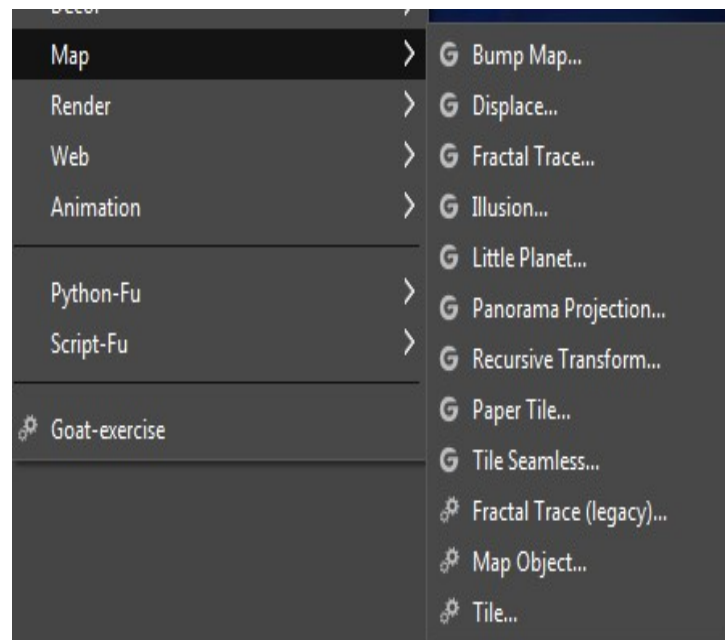 Decor
Map
Render
Web
Animation
Python-Fu
Script-Fu
Goat-exercise
Bump Map...
Displace...
Fractal Trace...
Illusion...
Little Planet...
Panorama Projection...
Recursive Transform...
Paper Tile...
Tile Seamless...
Fractal Trace (legacy)...
Map Object...
Tile...